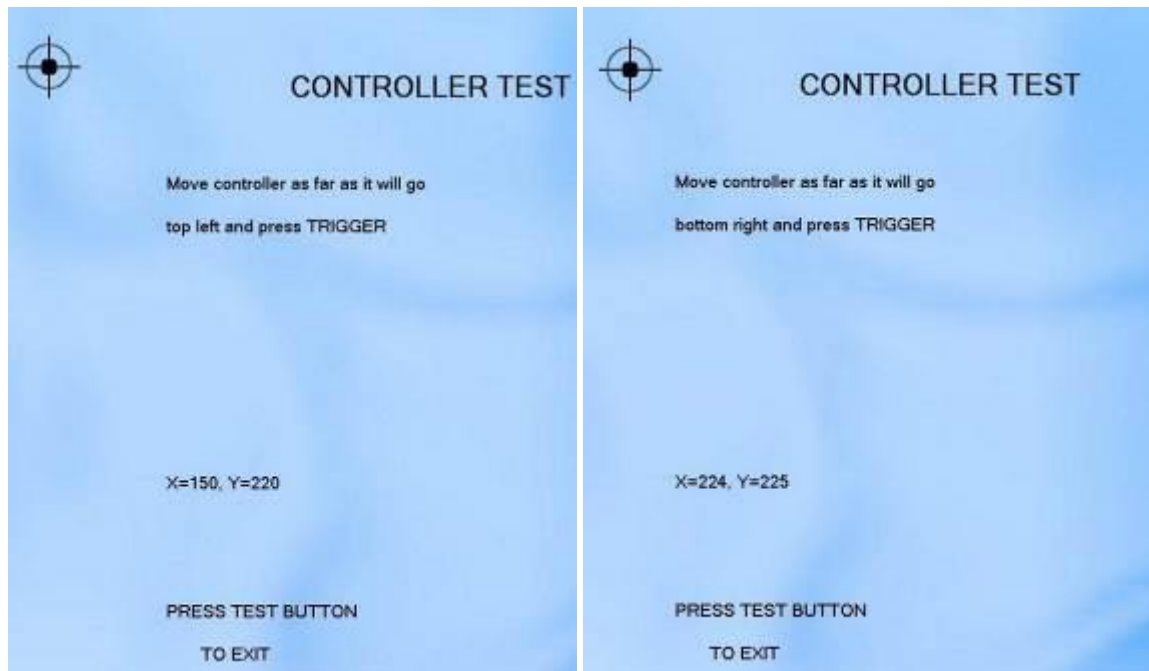 CONTROLLER TEST
Move controller as far as it will go
top left and press TRIGGER
X=150, Y=220
PRESS TEST BUTTON
TO EXIT
CONTROLLER TEST
Move controller as far as it will go
bottom right and press TRIGGER
X=224, Y=225
PRESS TEST BUTTON
TO EXIT